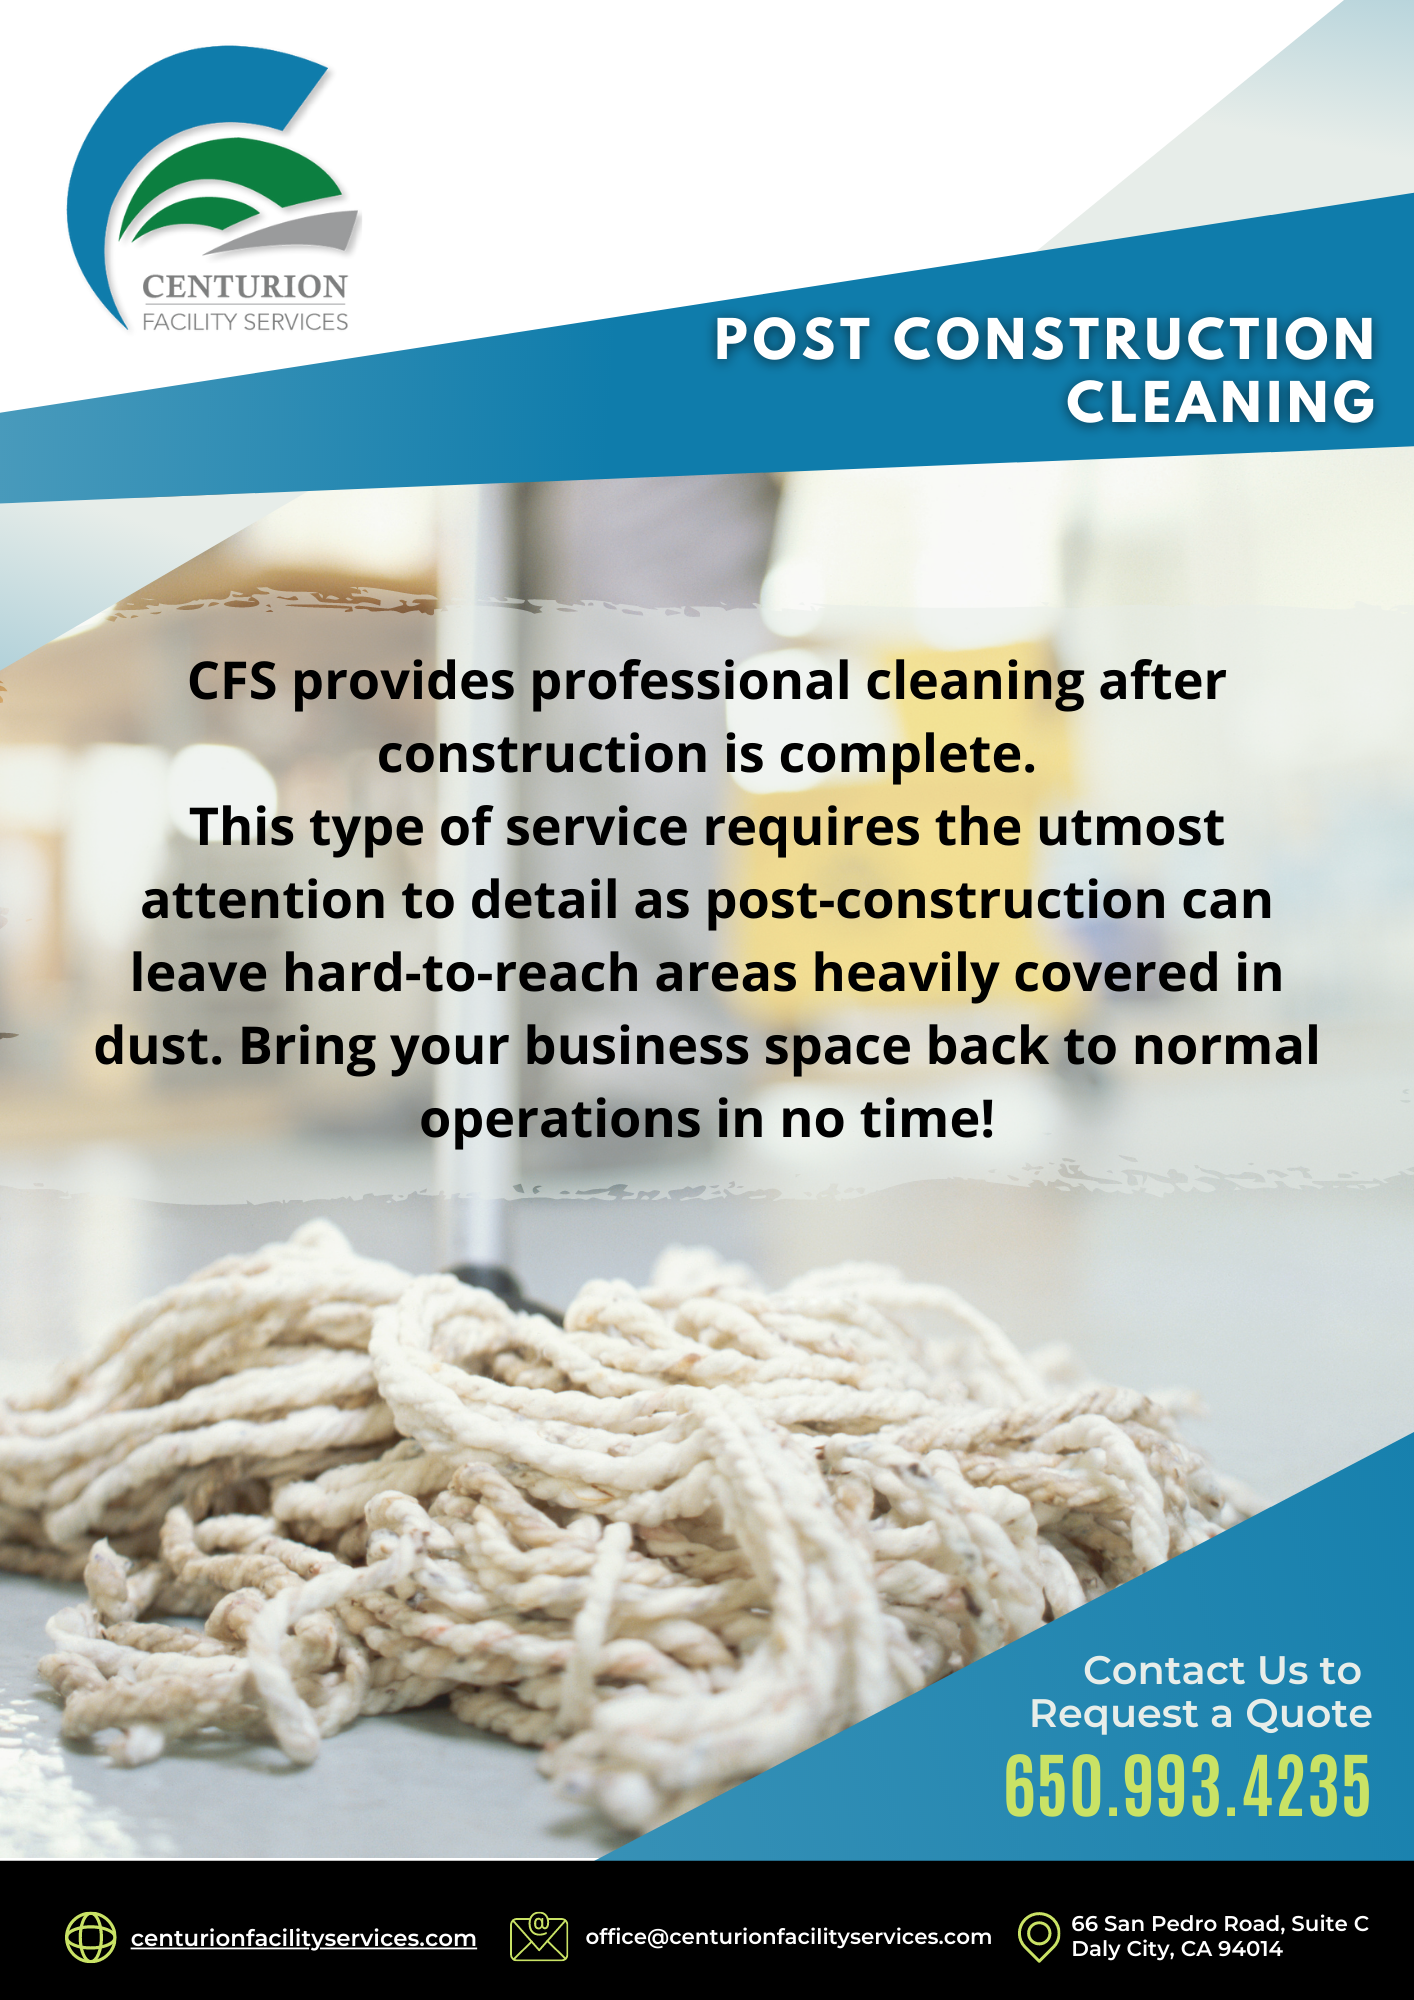 CENTURION
FACILITY SERVICES
POST CONSTRUCTION
CLEANING
CFS provides professional cleaning after
construction is complete.
This type of service requires the utmost
attention to detail as post-construction can
leave hard-to-reach areas heavily covered in
dust. Bring your business space back to normal
operations in no time!
Contact Us to
Request a Quote
650.993.4235
centurionfacilityservices.com
@
office@centurionfacilityservices.com
66 San Pedro Road, Suite C
Daly City, CA 94014